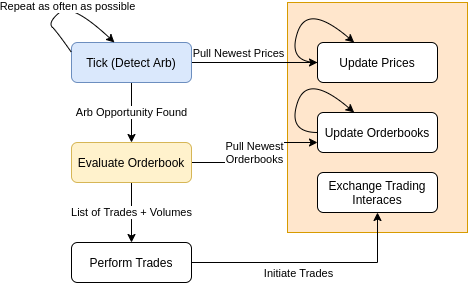 Repeat as often as possible
Tick (Detect Arb)
Pull Newest Prices
Update Prices
Arb Opportunity Found
Update Orderbooks
Evaluate Orderbook
Pull Newest
Orderbooks
Exchange Trading
Interaces
List of Trades + Volumes
Perform Trades
Initiate Trades